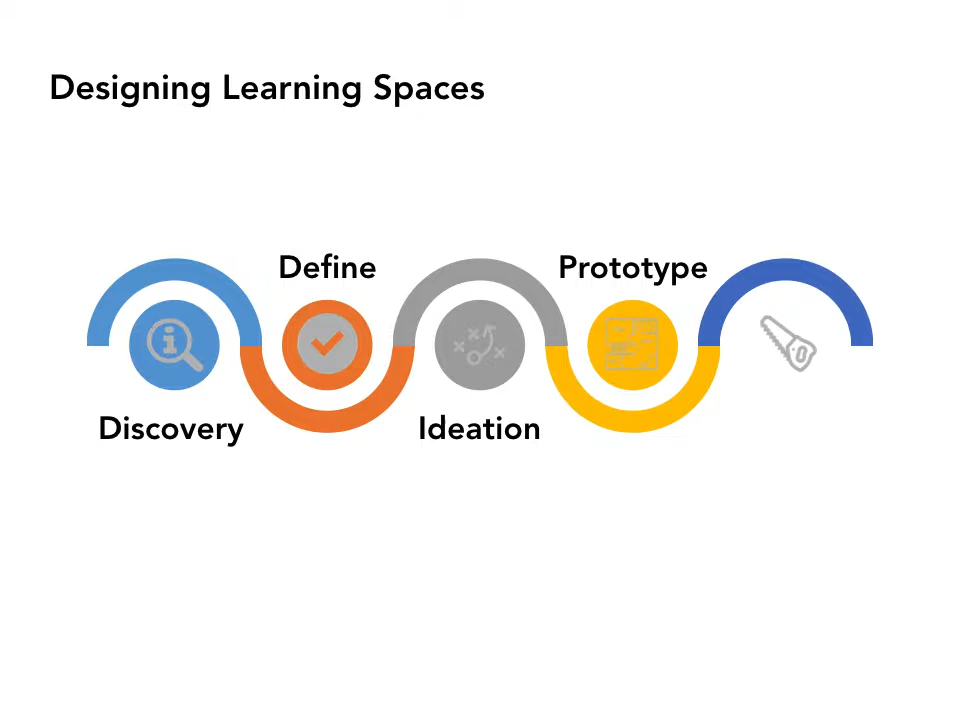 Designing Learning Spaces
Define
Prototype
Discovery
Ideation